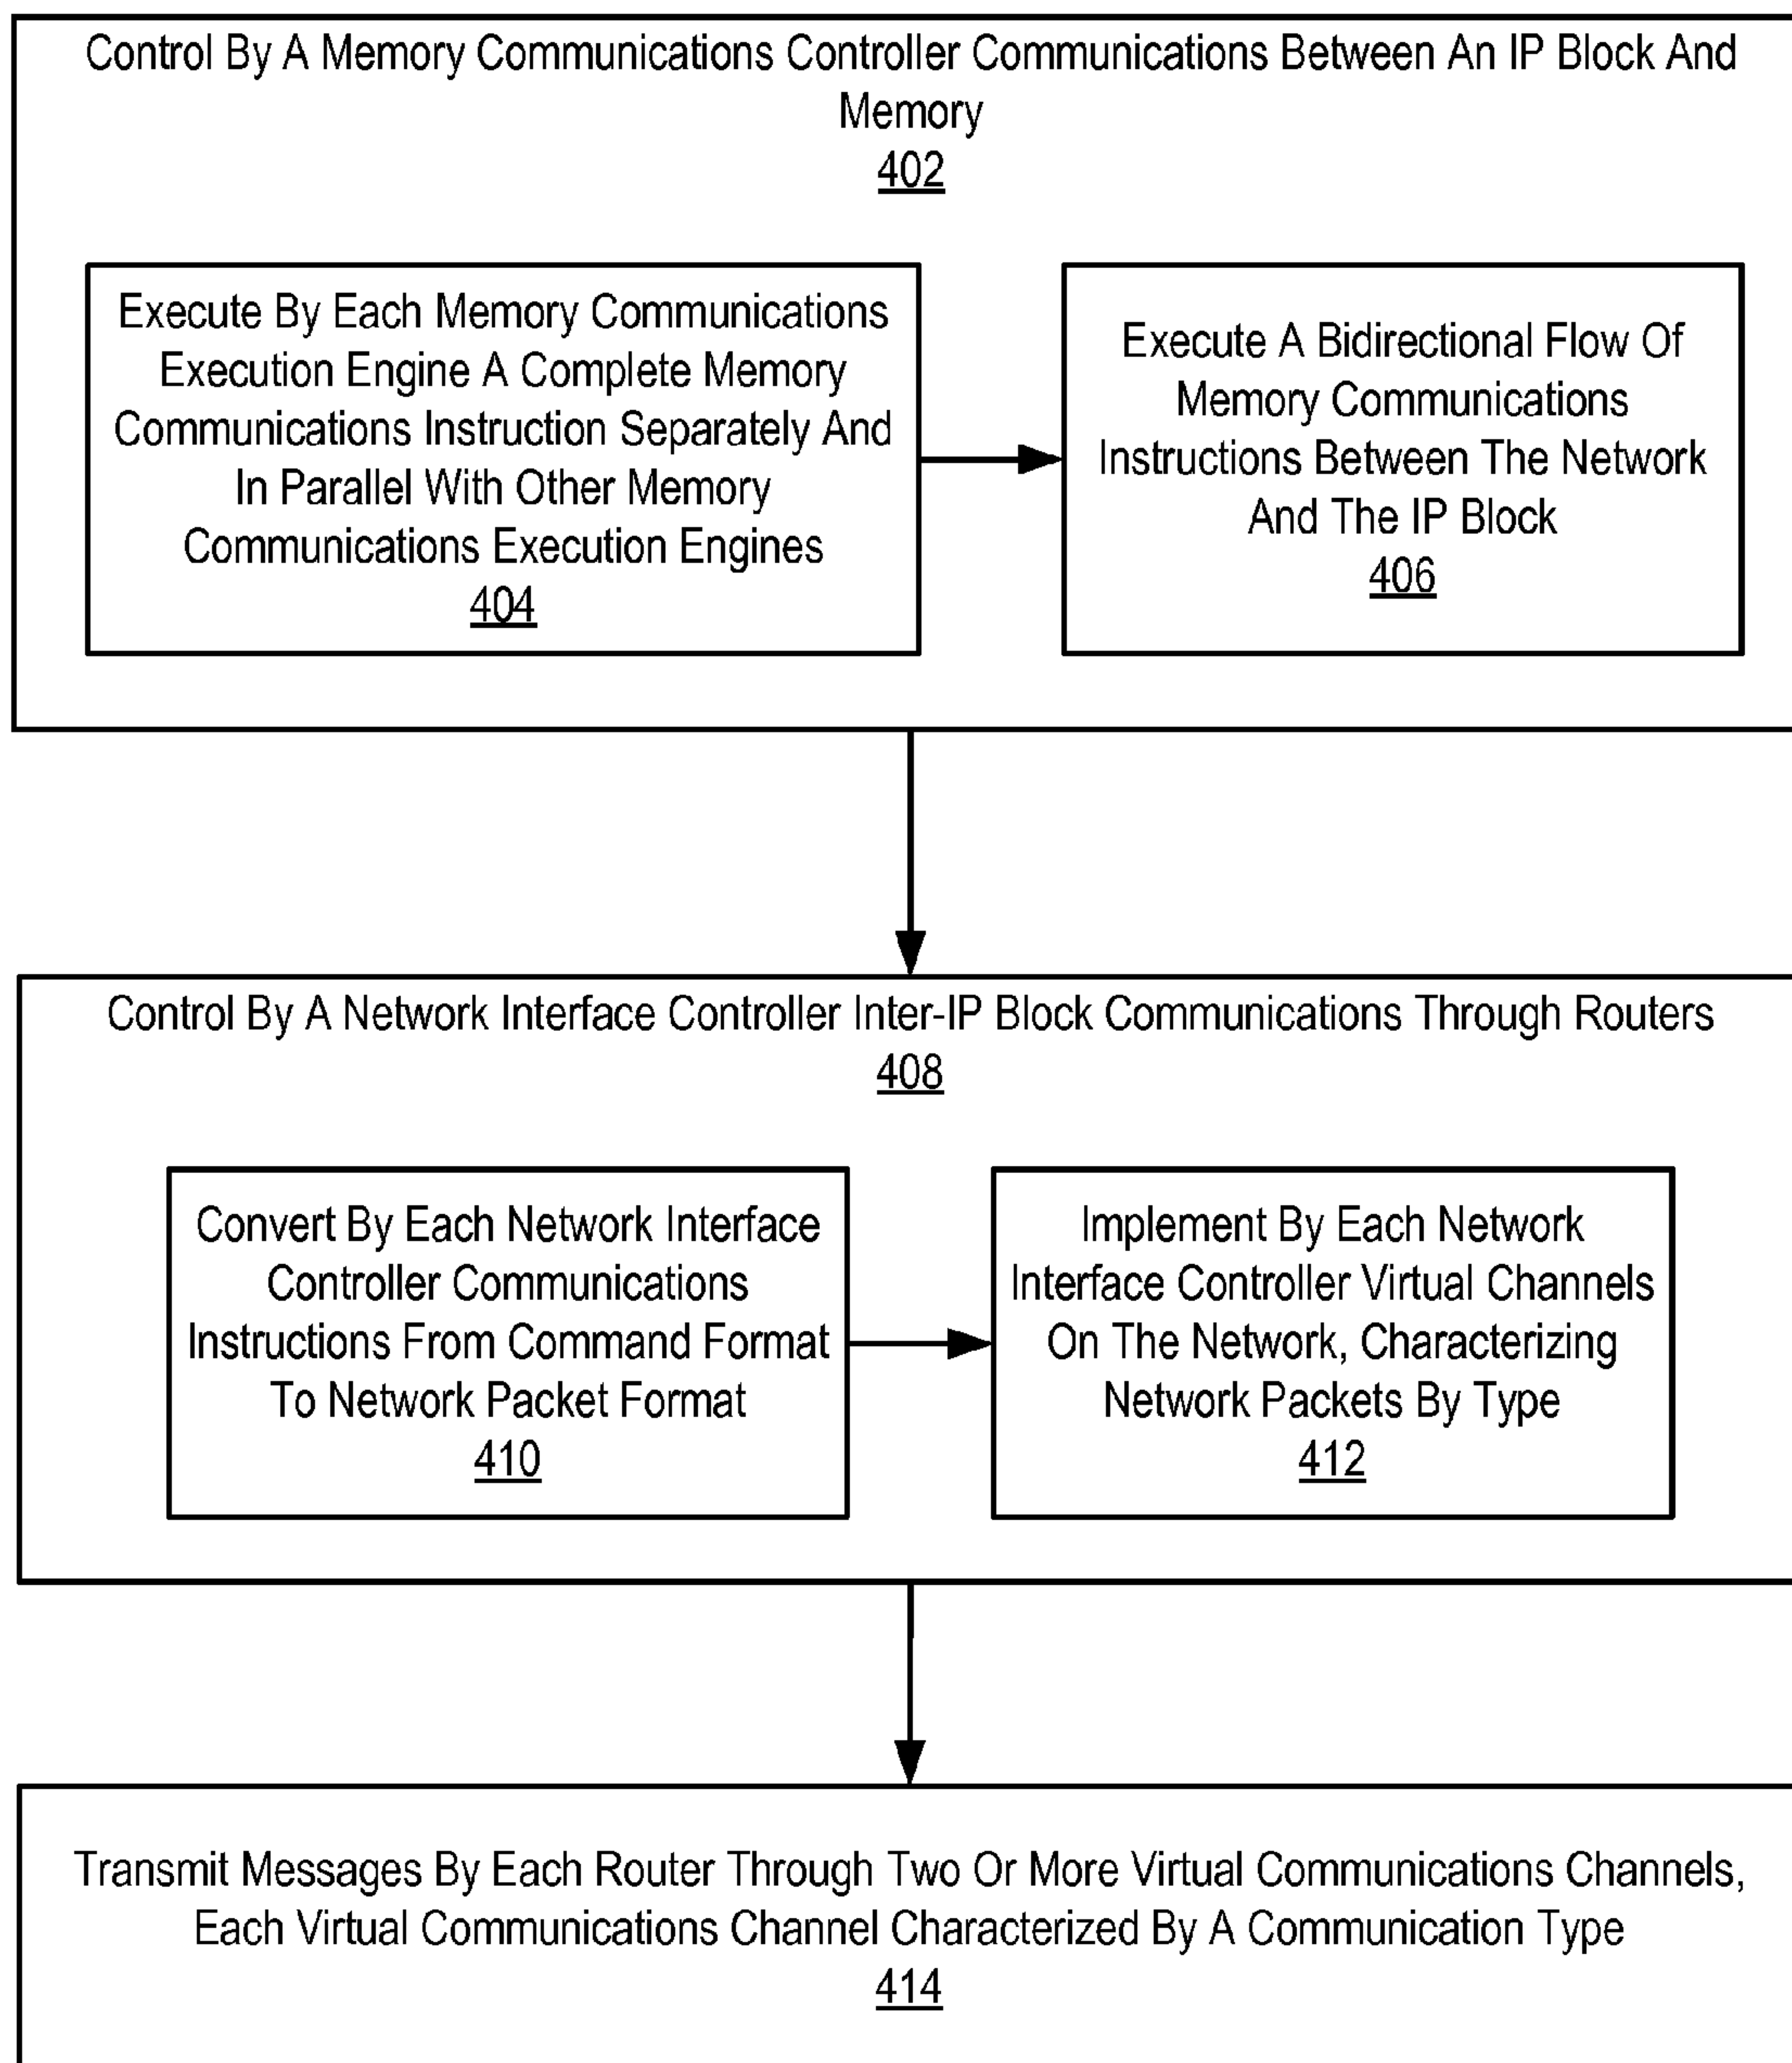 Control By A Memory Communications Controller Communications Between An IP Block And
Memory
402
Execute By Each Memory Communications
Execution Engine A Complete Memory
Communications Instruction Separately And
In Parallel With Other Memory
Communications Execution Engines
404
Execute A Bidirectional Flow Of
Memory Communications
Instructions Between The Network
And The IP Block
406
Control By A Network Interface Controller Inter-IP Block Communications Through Routers
408
Convert By Each Network Interface
Controller Communications
Instructions From Command Format
To Network Packet Format
410
Implement By Each Network
Interface Controller Virtual Channels
On The Network, Characterizing
Network Packets By Type
412
Transmit Messages By Each Router Through Two Or More Virtual Communications Channels,
Each Virtual Communications Channel Characterized By A Communication Type
414